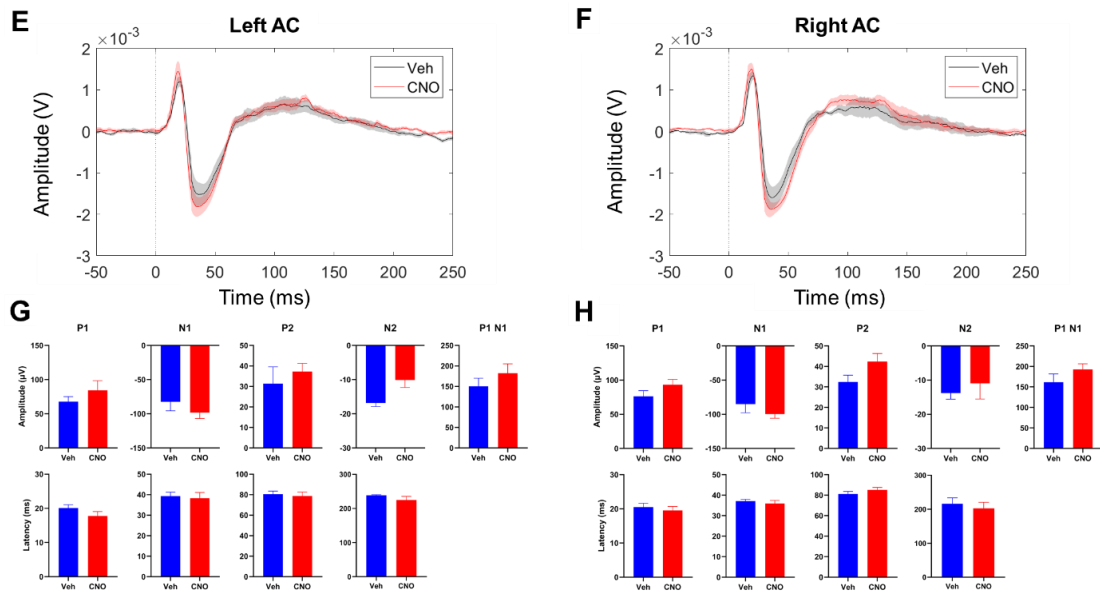 E
Left AC
×10⁻³
2
1
0
-1
-2
-3
Amplitude (V)
Veh
CNO
-50 0 50 100 150 200 250
Time (ms)
F
Right AC
×10⁻³
2
1
0
-1
-2
-3
Amplitude (V)
Veh
CNO
-50 0 50 100 150 200 250
Time (ms)
G
P1 N1 P2 N2 P1 N1
Amplitude (µV)
150 0 50 0 250
100 -50 40 -10 200
50 -100 30 -20 150
0 -150 20 -30 100
10 50
0 0
Veh CNO Veh CNO Veh CNO Veh CNO Veh CNO
Latency (ms)
30 50 100 300
20 40 80 200
10 30 60 100
0 20 40 0
10 20
0 0
Veh CNO Veh CNO Veh CNO Veh CNO
H
P1 N1 P2 N2 P1 N1
Amplitude (µV)
150 0 50 0 250
100 -50 40 -10 200
50 -100 30 -20 150
0 -150 20 -30 100
10 50
0 0
Veh CNO Veh CNO Veh CNO Veh CNO Veh CNO
Latency (ms)
30 50 100 300
20 40 80 200
10 30 60 100
0 20 40 0
10 20
0 0
Veh CNO Veh CNO Veh CNO Veh CNO